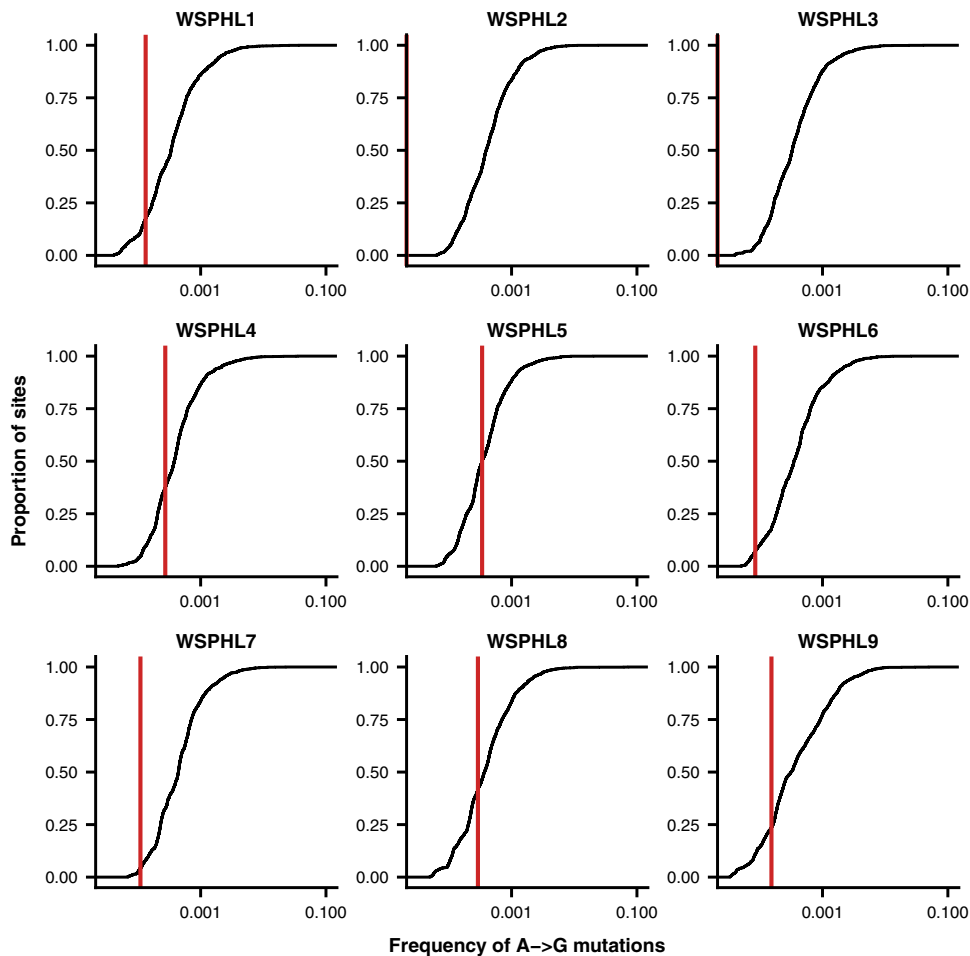 WSPHL1 WSPHL2 WSPHL3
1.00 1.00 1.00
0.75 0.75 0.75
0.50 0.50 0.50
0.25 0.25 0.25
0.00 0.00 0.00
0.001 0.100 0.001 0.100 0.001 0.100
WSPHL4 WSPHL5 WSPHL6
1.00 1.00 1.00
0.75 0.75 0.75
Proportion of sites
0.50 0.50 0.50
0.25 0.25 0.25
0.00 0.00 0.00
0.001 0.100 0.001 0.100 0.001 0.100
WSPHL7 WSPHL8 WSPHL9
1.00 1.00 1.00
0.75 0.75 0.75
0.50 0.50 0.50
0.25 0.25 0.25
0.00 0.00 0.00
0.001 0.100 0.001 0.100 0.001 0.100
Frequency of A−>G mutations